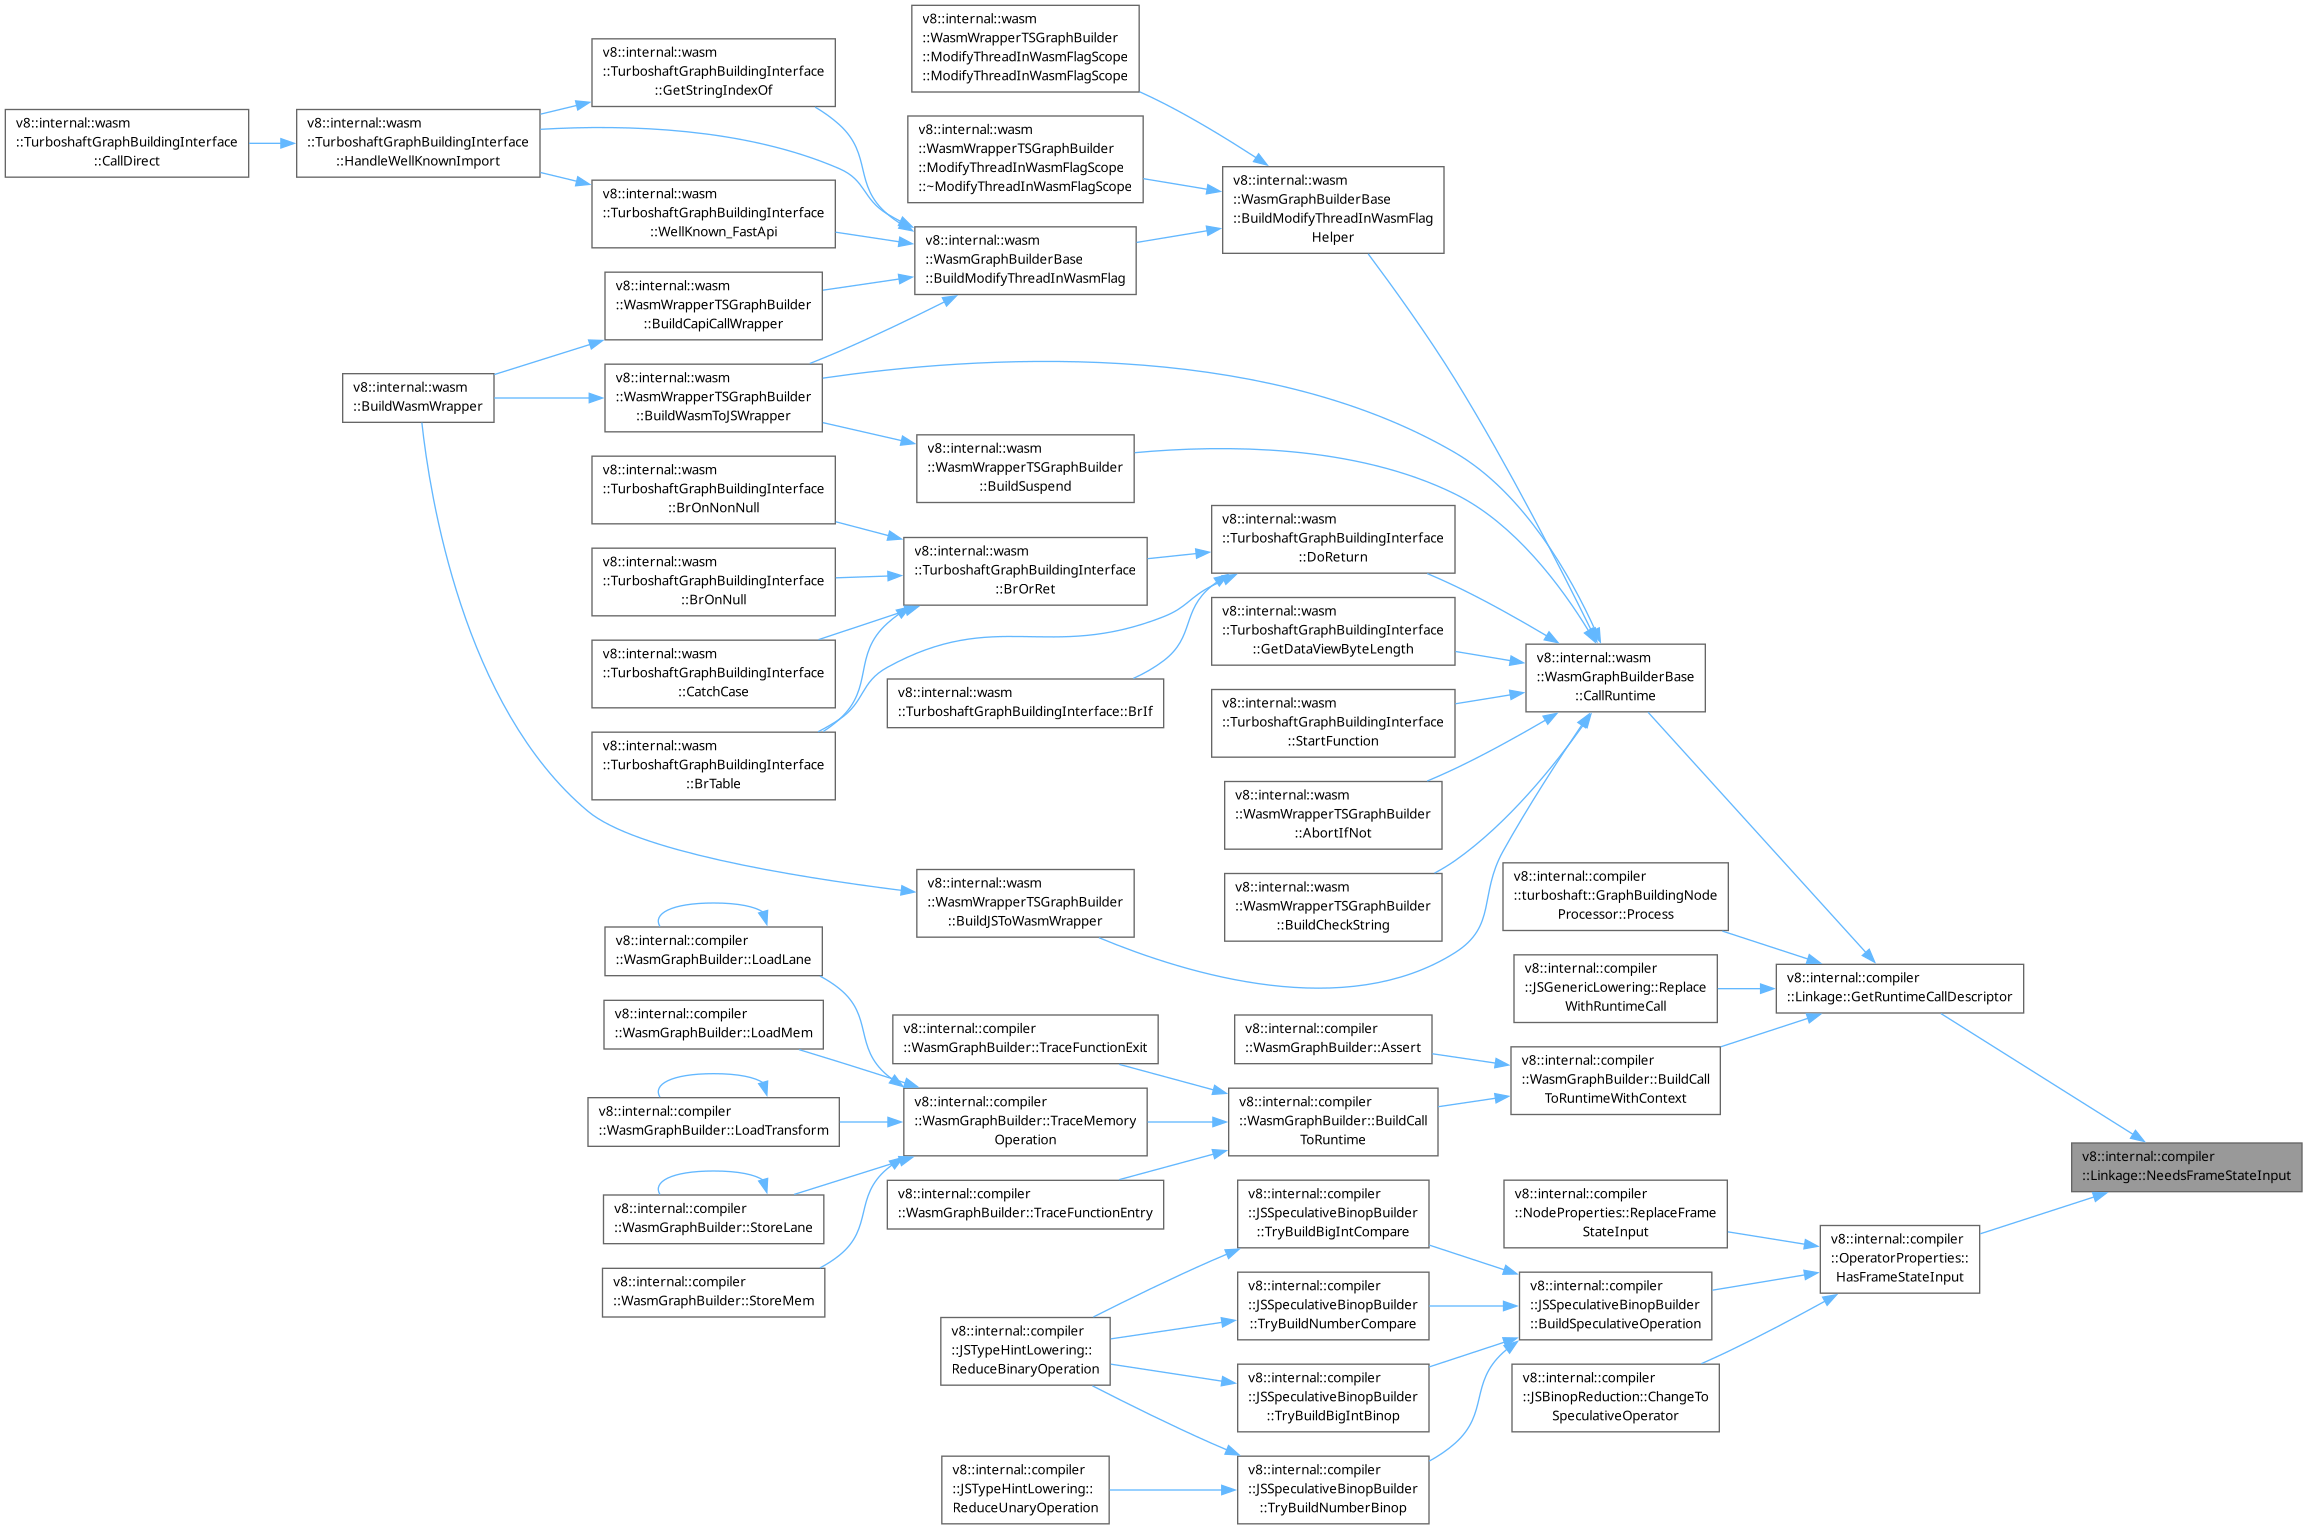 v8::internal::wasm
::WasmWrapperTSGraphBuilder
::ModifyThreadInWasmFlagScope
::ModifyThreadInWasmFlagScope
v8::internal::wasm
::TurboshaftGraphBuildingInterface
::GetStringIndexOf
v8::internal::wasm
::TurboshaftGraphBuildingInterface
::CallDirect
v8::internal::wasm
::TurboshaftGraphBuildingInterface
::HandleWellKnownImport
v8::internal::wasm
::WasmWrapperTSGraphBuilder
::ModifyThreadInWasmFlagScope
::~ModifyThreadInWasmFlagScope
v8::internal::wasm
::WasmGraphBuilderBase
::BuildModifyThreadInWasmFlag
Helper
v8::internal::wasm
::TurboshaftGraphBuildingInterface
::WellKnown_FastApi
v8::internal::wasm
::WasmGraphBuilderBase
::BuildModifyThreadInWasmFlag
v8::internal::wasm
::WasmWrapperTSGraphBuilder
::BuildCapiCallWrapper
v8::internal::wasm
::BuildWasmWrapper
v8::internal::wasm
::WasmWrapperTSGraphBuilder
::BuildWasmToJSWrapper
v8::internal::wasm
::WasmWrapperTSGraphBuilder
::BuildSuspend
v8::internal::wasm
::TurboshaftGraphBuildingInterface
::BrOnNonNull
v8::internal::wasm
::TurboshaftGraphBuildingInterface
::DoReturn
v8::internal::wasm
::TurboshaftGraphBuildingInterface
::BrOrRet
v8::internal::wasm
::TurboshaftGraphBuildingInterface
::BrOnNull
v8::internal::wasm
::TurboshaftGraphBuildingInterface
::GetDataViewByteLength
v8::internal::wasm
::TurboshaftGraphBuildingInterface
::CatchCase
v8::internal::wasm
::WasmGraphBuilderBase
::CallRuntime
v8::internal::wasm
::TurboshaftGraphBuildingInterface::BrIf
v8::internal::wasm
::TurboshaftGraphBuildingInterface
::StartFunction
v8::internal::wasm
::TurboshaftGraphBuildingInterface
::BrTable
v8::internal::wasm
::WasmWrapperTSGraphBuilder
::AbortIfNot
v8::internal::wasm
::WasmWrapperTSGraphBuilder
::BuildJSToWasmWrapper
v8::internal::wasm
::WasmWrapperTSGraphBuilder
::BuildCheckString
v8::internal::compiler
::turboshaft::GraphBuildingNode
Processor::Process
v8::internal::compiler
::WasmGraphBuilder::LoadLane
v8::internal::compiler
::JSGenericLowering::Replace
WithRuntimeCall
v8::internal::compiler
::Linkage::GetRuntimeCallDescriptor
v8::internal::compiler
::WasmGraphBuilder::LoadMem
v8::internal::compiler
::WasmGraphBuilder::TraceFunctionExit
v8::internal::compiler
::WasmGraphBuilder::Assert
v8::internal::compiler
::WasmGraphBuilder::BuildCall
ToRuntimeWithContext
v8::internal::compiler
::WasmGraphBuilder::LoadTransform
v8::internal::compiler
::WasmGraphBuilder::TraceMemory
Operation
v8::internal::compiler
::WasmGraphBuilder::BuildCall
ToRuntime
v8::internal::compiler
::Linkage::NeedsFrameStateInput
v8::internal::compiler
::WasmGraphBuilder::StoreLane
v8::internal::compiler
::WasmGraphBuilder::TraceFunctionEntry
v8::internal::compiler
::JSSpeculativeBinopBuilder
::TryBuildBigIntCompare
v8::internal::compiler
::NodeProperties::ReplaceFrame
StateInput
v8::internal::compiler
::OperatorProperties::
HasFrameStateInput
v8::internal::compiler
::WasmGraphBuilder::StoreMem
v8::internal::compiler
::JSSpeculativeBinopBuilder
::TryBuildNumberCompare
v8::internal::compiler
::JSSpeculativeBinopBuilder
::BuildSpeculativeOperation
v8::internal::compiler
::JSTypeHintLowering::
ReduceBinaryOperation
v8::internal::compiler
::JSSpeculativeBinopBuilder
::TryBuildBigIntBinop
v8::internal::compiler
::JSBinopReduction::ChangeTo
SpeculativeOperator
v8::internal::compiler
::JSTypeHintLowering::
ReduceUnaryOperation
v8::internal::compiler
::JSSpeculativeBinopBuilder
::TryBuildNumberBinop